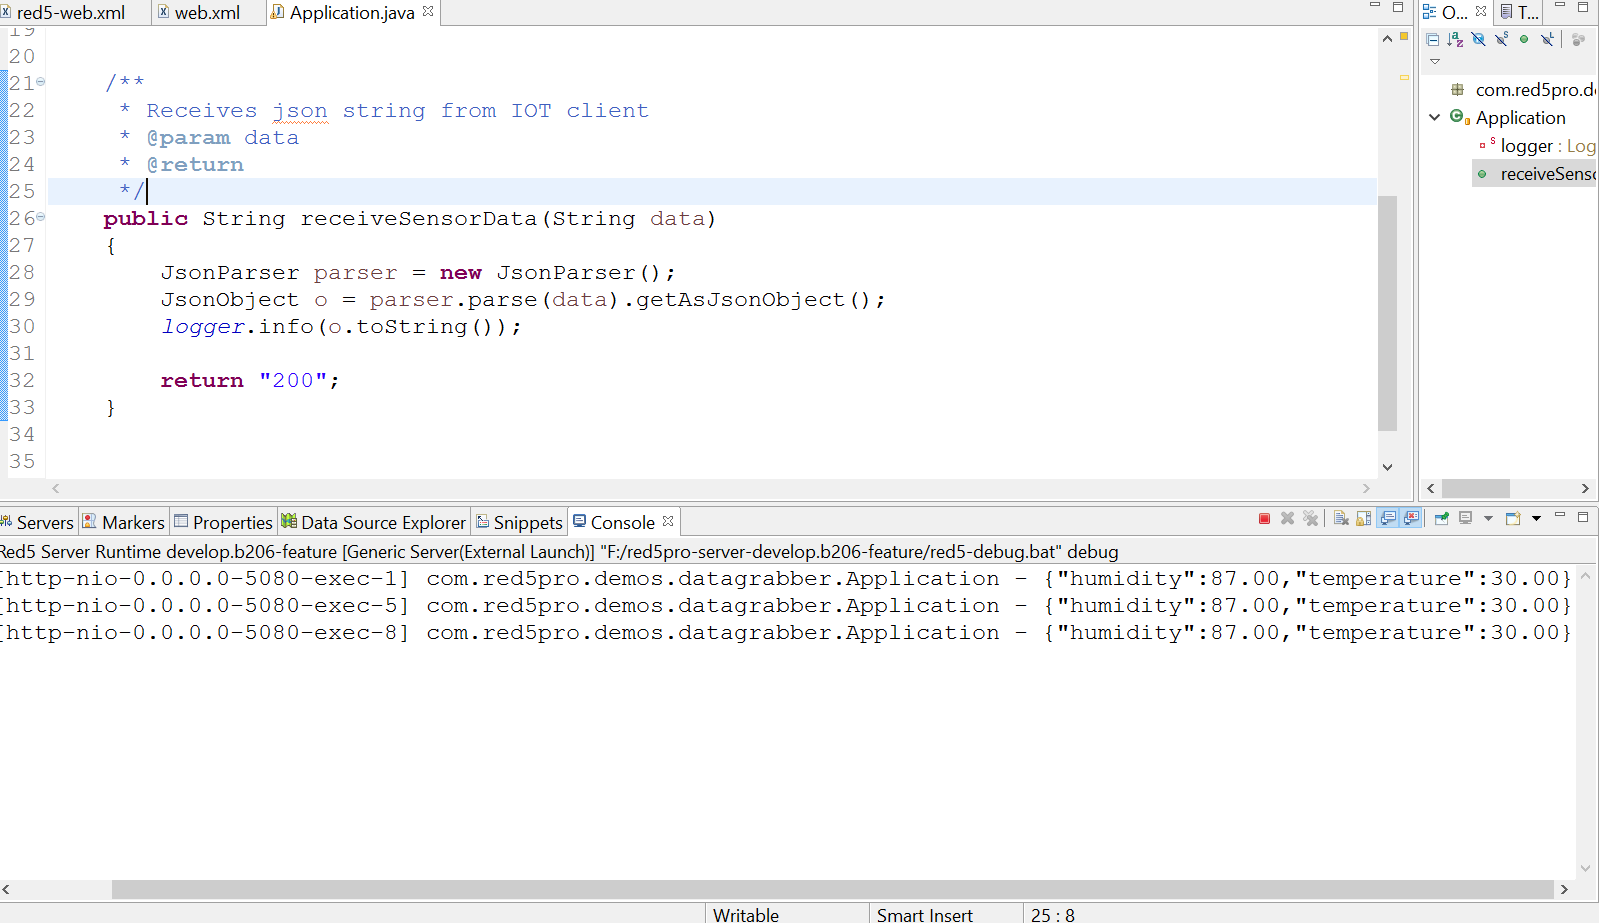 red5-web.xml web.xml Application.java O... T...
19
20
21 /**
22 * Receives json string from IOT client
23 * @param data
24 * @return
25 */
26 public String receiveSensorData(String data)
27 {
28 JsonParser parser = new JsonParser();
29 JsonObject o = parser.parse(data).getAsJsonObject();
30 logger.info(o.toString());
31
32 return "200";
33 }
34
35
com.red5pro.d
Application
logger : Log
receiveSens
Servers Markers Properties Data Source Explorer Snippets Console
Red5 Server Runtime develop.b206-feature [Generic Server(External Launch)] "F:/red5pro-server-develop.b206-feature/red5-debug.bat" debug
[http-nio-0.0.0.0-5080-exec-1] com.red5pro.demos.datagrabber.Application - {"humidity":87.00,"temperature":30.00}
[http-nio-0.0.0.0-5080-exec-5] com.red5pro.demos.datagrabber.Application - {"humidity":87.00,"temperature":30.00}
[http-nio-0.0.0.0-5080-exec-8] com.red5pro.demos.datagrabber.Application - {"humidity":87.00,"temperature":30.00}
Writable Smart Insert 25 : 8